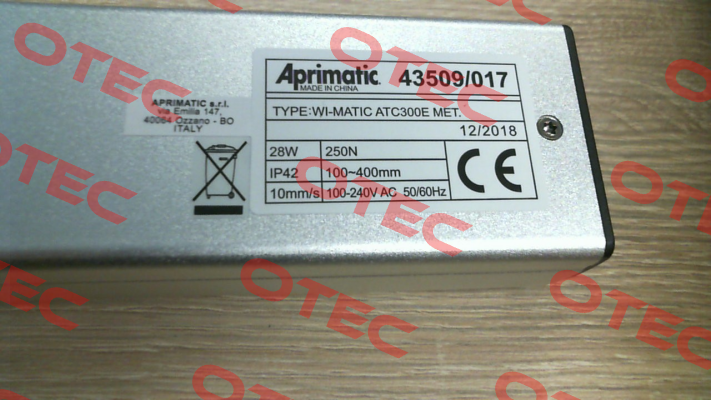 Aprimatic 43509/017
MADE IN CHINA
TYPE:WI-MATIC ATC300E MET.
12/2018
28W 250N
IP42 100~400mm
10mm/s 100-240V AC 50/60Hz
CE
APRIMATIC s.r.l.
via Emilia 147,
40064 Ozzano - BO
ITALY
OTEC
OTEC
OTEC
OTEC
OTEC
OTEC
OTEC
OTEC
OTEC
OTEC